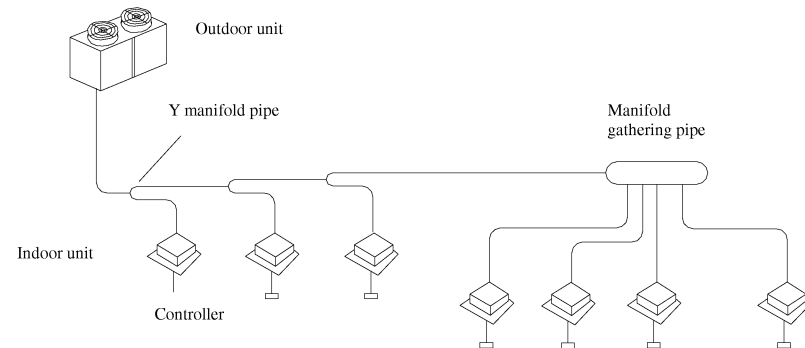 Outdoor unit
Y manifold pipe
Manifold
gathering pipe
Indoor unit
Controller